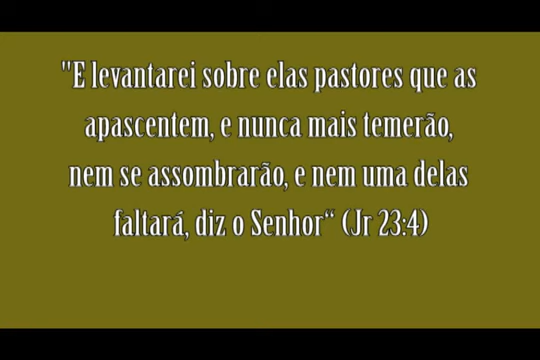 "E levantarei sobre elas pastores que as
apascentem, e nunca mais temerão,
nem se assombrarão, e nem uma delas
faltará, diz o Senhor“ (Jr 23:4)